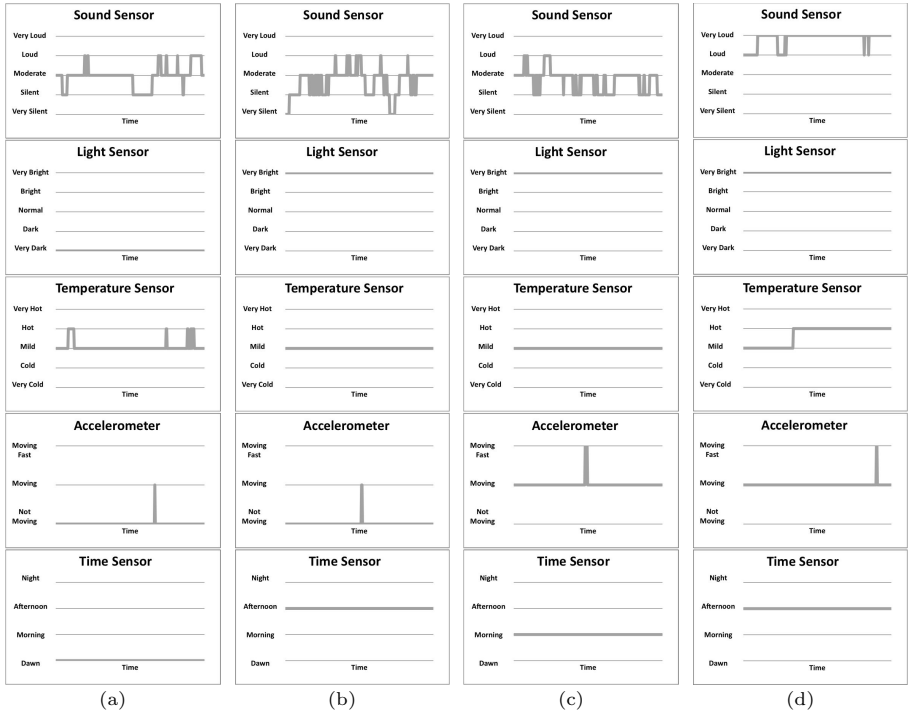 Sound Sensor
Very Loud
Loud
Moderate
Silent
Very Silent
Time
Light Sensor
Very Bright
Bright
Normal
Dark
Very Dark
Time
Temperature Sensor
Very Hot
Hot
Mild
Cold
Very Cold
Time
Accelerometer
Moving
Fast
Moving
Not
Moving
Time
Time Sensor
Night
Afternoon
Morning
Dawn
Time
(a)
Sound Sensor
Very Loud
Loud
Moderate
Silent
Very Silent
Time
Light Sensor
Very Bright
Bright
Normal
Dark
Very Dark
Time
Temperature Sensor
Very Hot
Hot
Mild
Cold
Very Cold
Time
Accelerometer
Moving
Fast
Moving
Not
Moving
Time
Time Sensor
Night
Afternoon
Morning
Dawn
Time
(b)
Sound Sensor
Very Loud
Loud
Moderate
Silent
Very Silent
Time
Light Sensor
Very Bright
Bright
Normal
Dark
Very Dark
Time
Temperature Sensor
Very Hot
Hot
Mild
Cold
Very Cold
Time
Accelerometer
Moving
Fast
Moving
Not
Moving
Time
Time Sensor
Night
Afternoon
Morning
Dawn
Time
(c)
Sound Sensor
Very Loud
Loud
Moderate
Silent
Very Silent
Time
Light Sensor
Very Bright
Bright
Normal
Dark
Very Dark
Time
Temperature Sensor
Very Hot
Hot
Mild
Cold
Very Cold
Time
Accelerometer
Moving
Fast
Moving
Not
Moving
Time
Time Sensor
Night
Afternoon
Morning
Dawn
Time
(d)